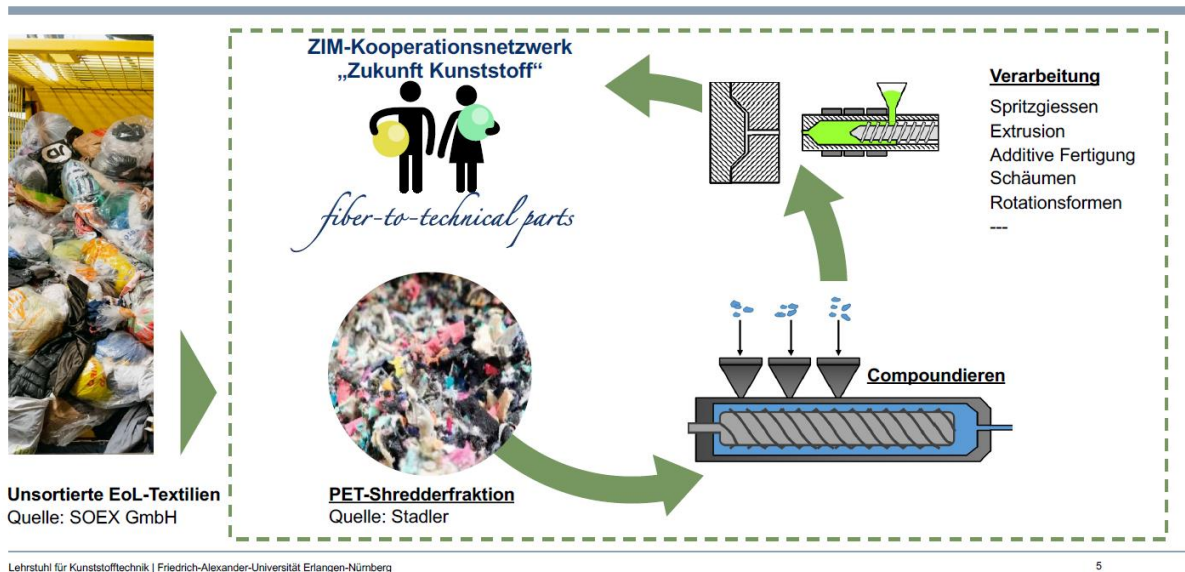 ZIM-Kooperationsnetzwerk
„Zukunft Kunststoff“
fiber-to-technical parts
Verarbeitung
Spritzgiessen
Extrusion
Additive Fertigung
Schäumen
Rotationsformen
---
Compoundieren
Unsortierte EoL-Textilien
Quelle: SOEX GmbH
PET-Shredderfraktion
Quelle: Stadler
Lehrstuhl für Kunststofftechnik | Friedrich-Alexander-Universität Erlangen-Nürnberg
5